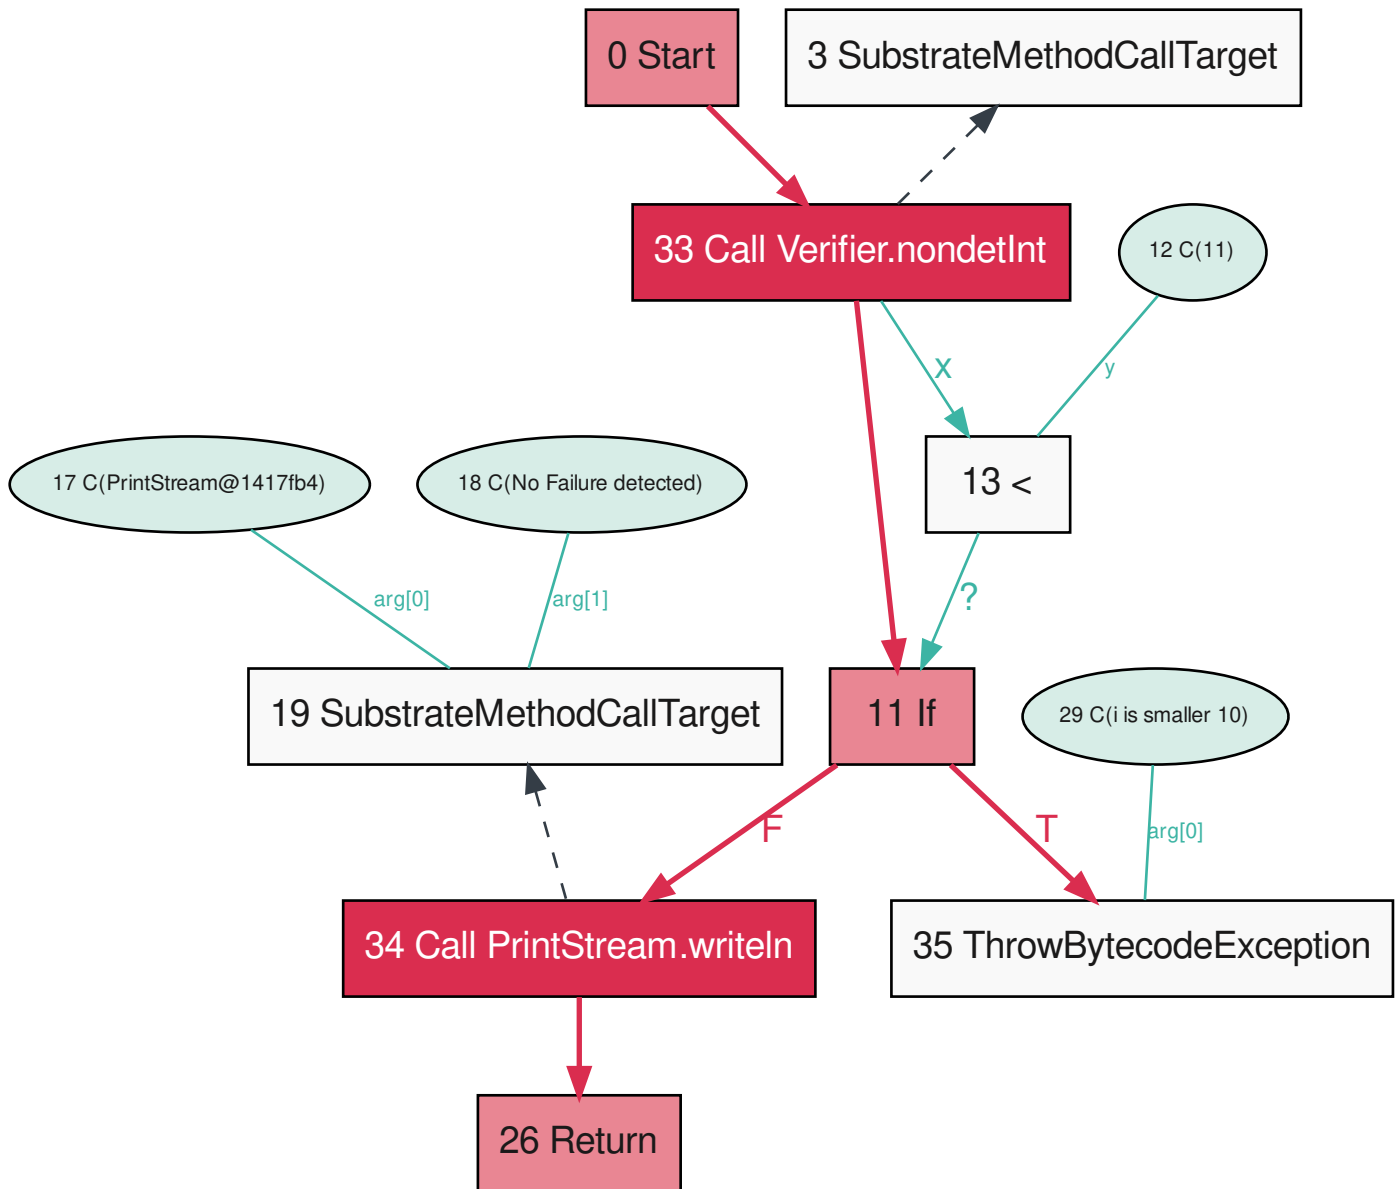 0 Start
3 SubstrateMethodCallTarget
33 Call Verifier.nondetInt
12 C(11)
x
y
17 C(PrintStream@1417fb4)
18 C(No Failure detected)
13 <
arg[0]
arg[1]
?
19 SubstrateMethodCallTarget
11 If
29 C(i is smaller 10)
F
T
arg[0]
34 Call PrintStream.writeln
35 ThrowBytecodeException
26 Return